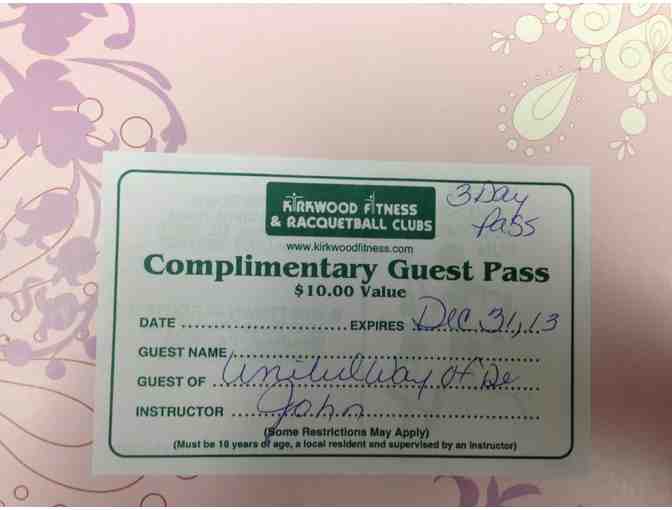 KIRKWOOD FITNESS
& RACQUETBALL CLUBS
3 Day
Pass
www.kirkwoodfitness.com
Complimentary Guest Pass
$10.00 Value
DATE ........................ EXPIRES Dec. 31, 13
GUEST NAME
GUEST OF United Way of De
INSTRUCTOR John
(Some Restrictions May Apply)
(Must be 18 years of age, a local resident and supervised by an instructor)